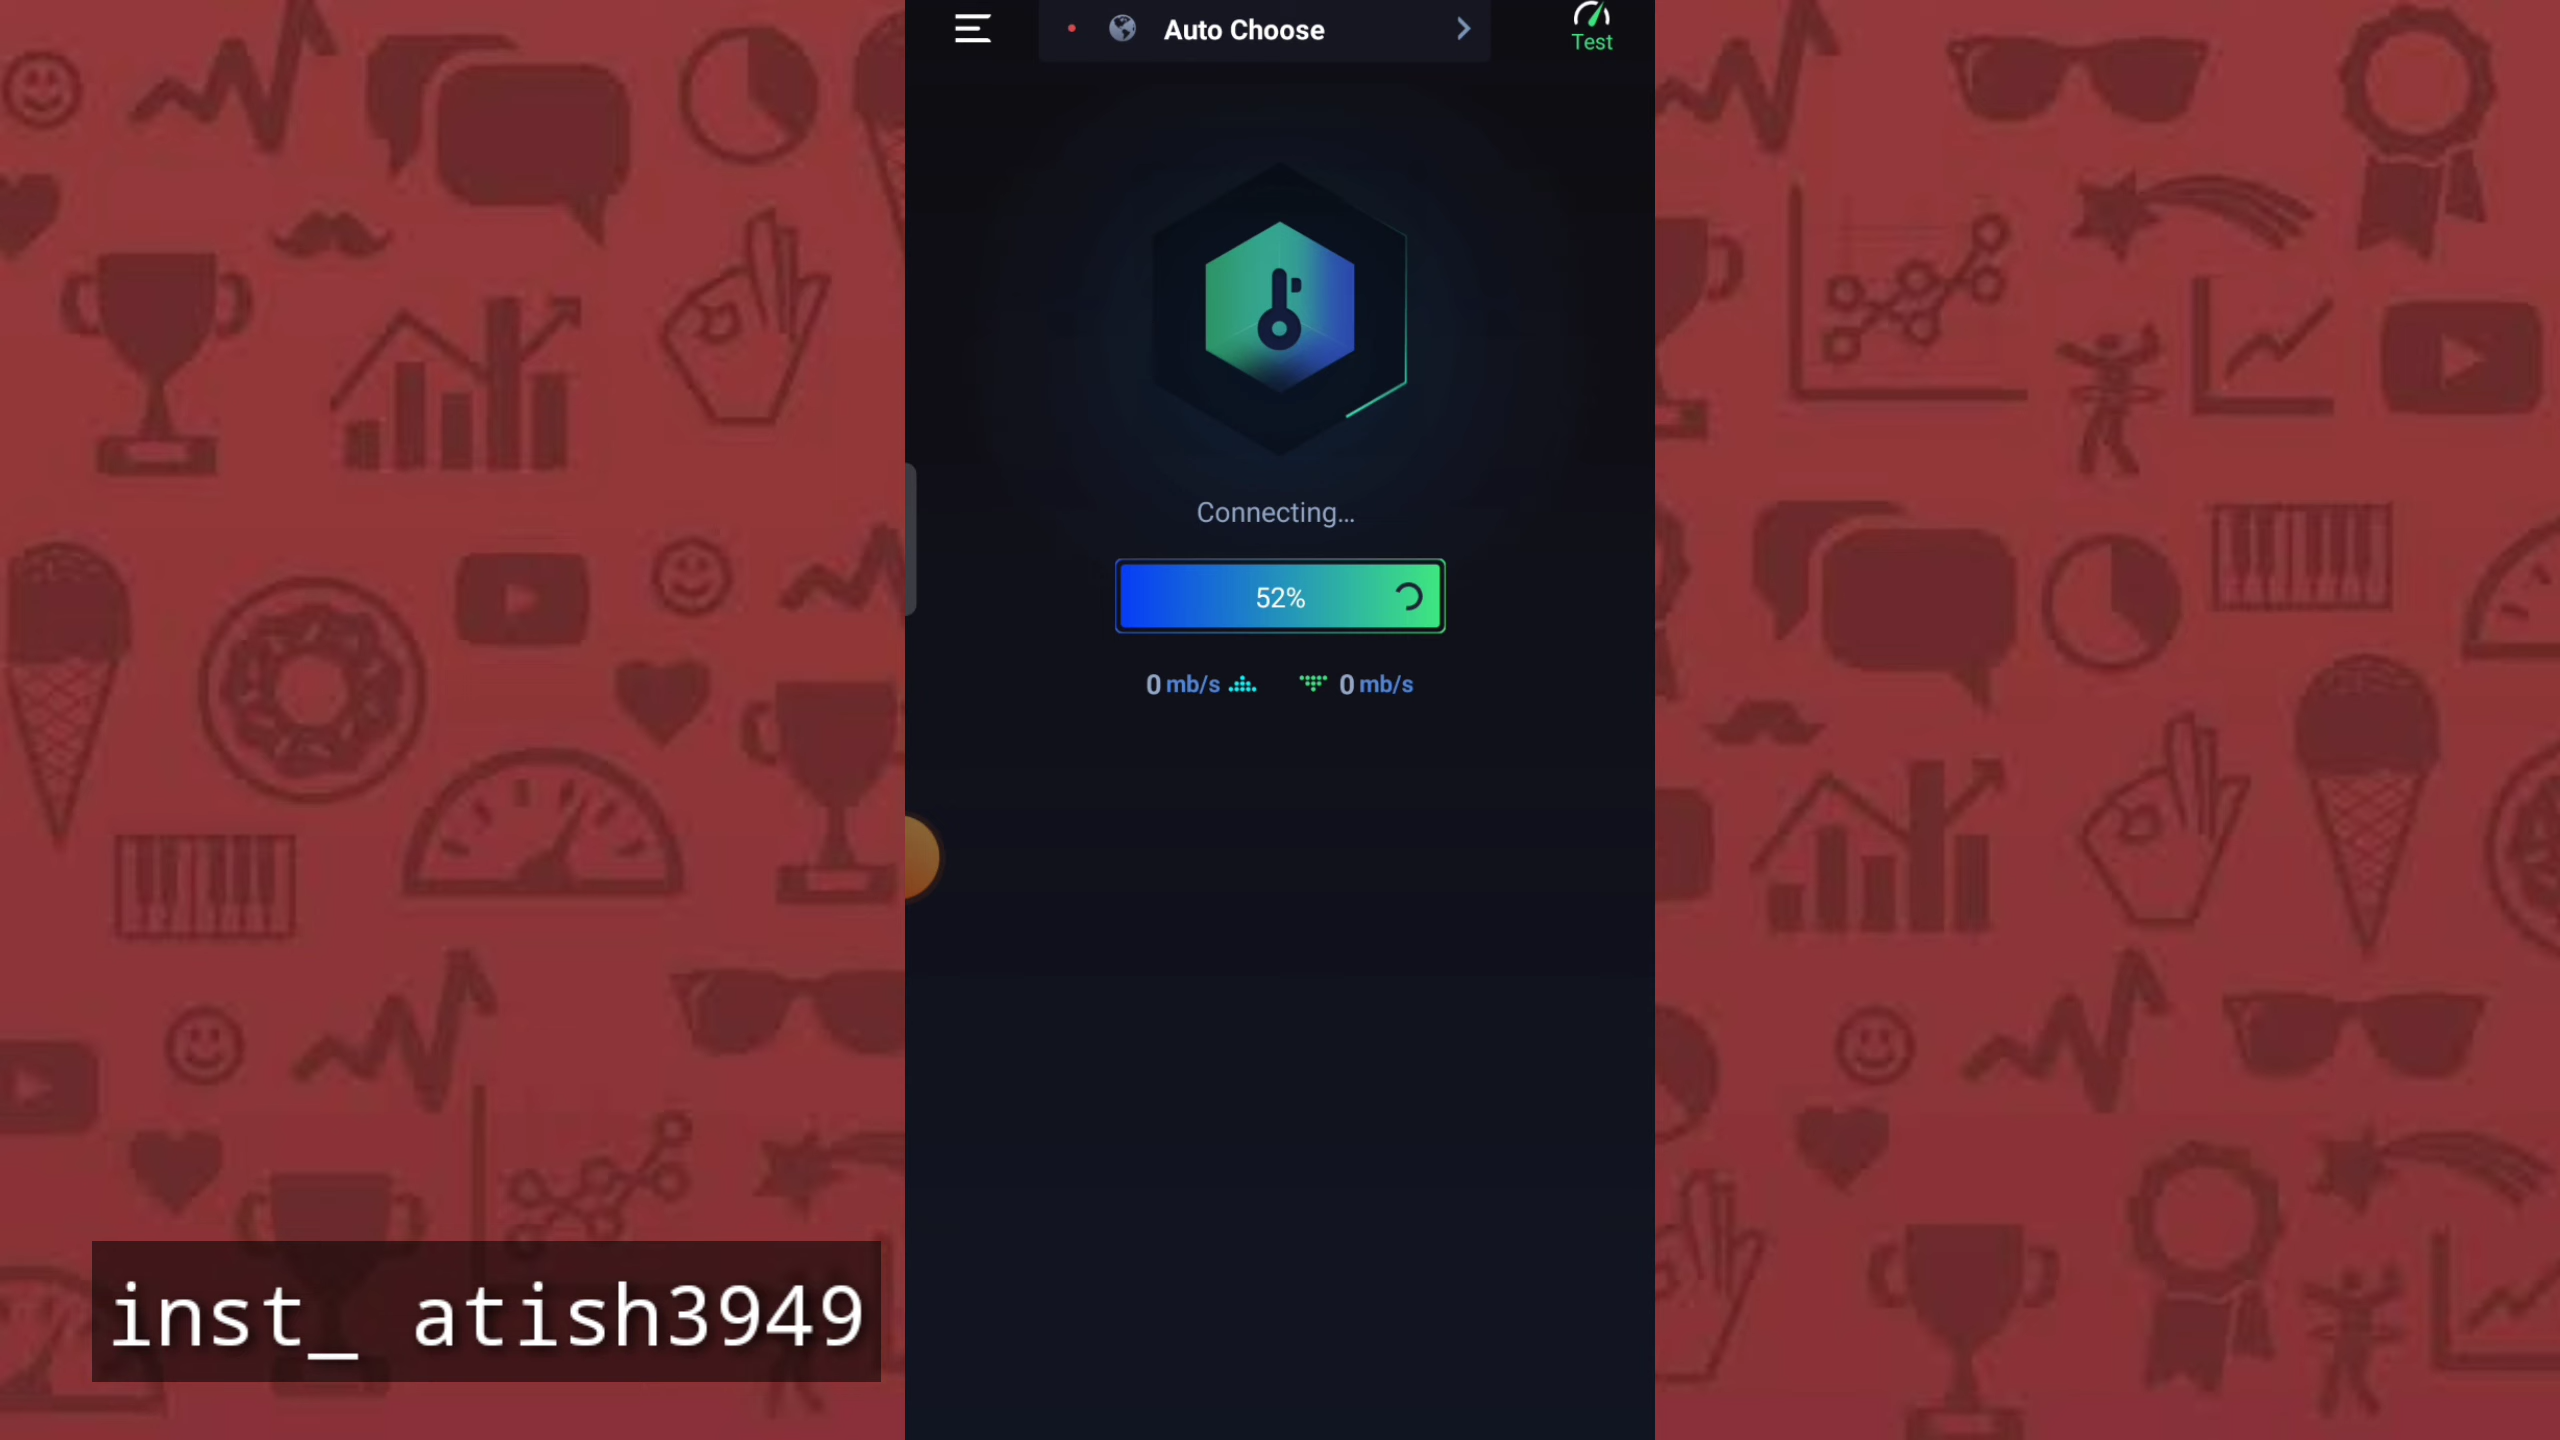 Auto Choose
Test
Connecting...
52%
0 mb/s 0 mb/s
inst_ atish3949